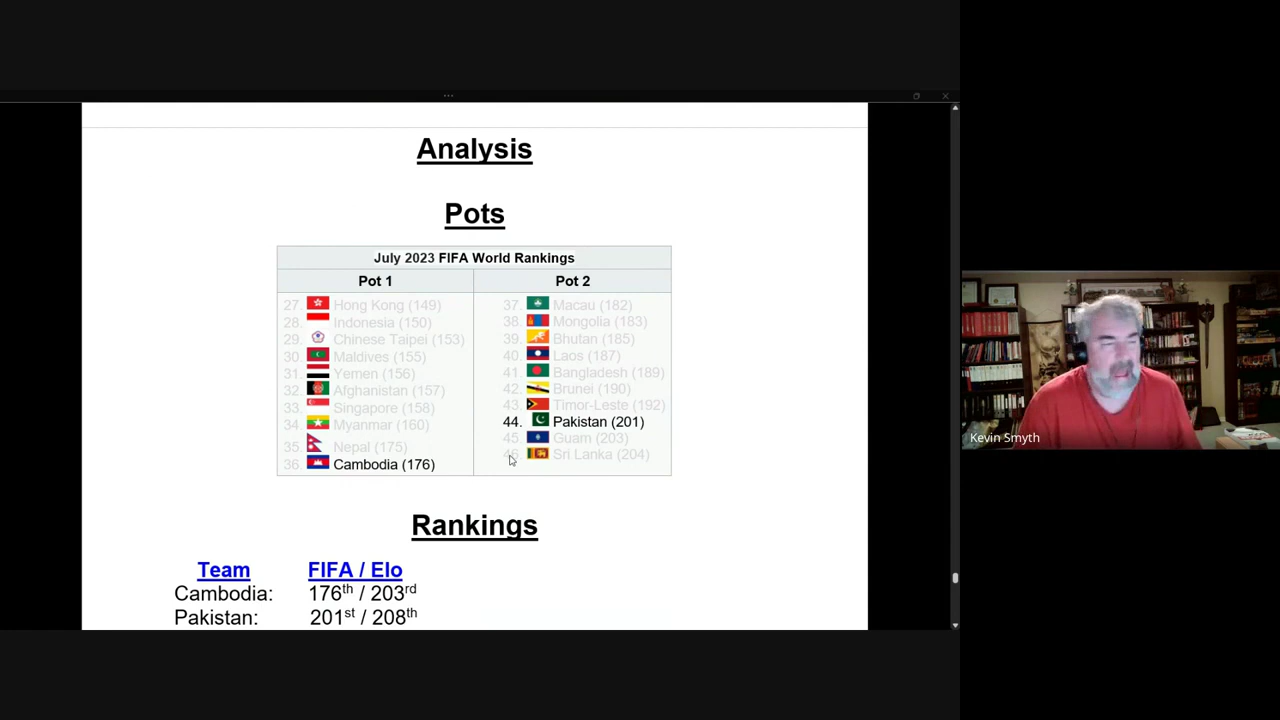 Analysis
Pots
July 2023 FIFA World Rankings
Pot 1
27. Hong Kong (149)
28. Indonesia (150)
29. Chinese Taipei (153)
30. Maldives (155)
31. Yemen (156)
32. Afghanistan (157)
33. Singapore (158)
34. Myanmar (160)
35. Nepal (175)
36. Cambodia (176)
Pot 2
37. Macau (182)
38. Mongolia (183)
39. Bhutan (185)
40. Laos (187)
41. Bangladesh (189)
42. Brunei (190)
43. Timor-Leste (192)
44. Pakistan (201)
45. Guam (203)
46. Sri Lanka (204)
Rankings
Team FIFA / Elo
Cambodia: 176th / 203rd
Pakistan: 201st / 208th
Kevin Smyth